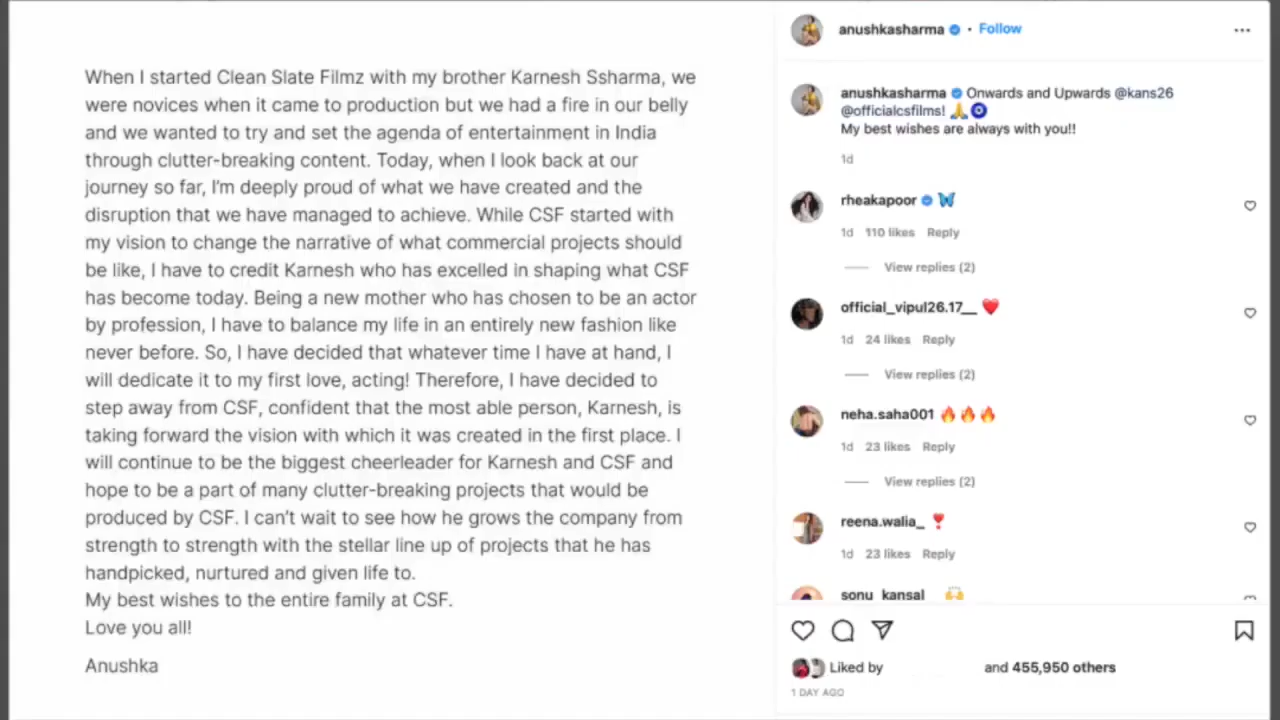 When I started Clean Slate Filmz with my brother Karnesh Ssharma, we
were novices when it came to production but we had a fire in our belly
and we wanted to try and set the agenda of entertainment in India
through clutter-breaking content. Today, when I look back at our
journey so far, I'm deeply proud of what we have created and the
disruption that we have managed to achieve. While CSF started with
my vision to change the narrative of what commercial projects should
be like, I have to credit Karnesh who has excelled in shaping what CSF
has become today. Being a new mother who has chosen to be an actor
by profession, I have to balance my life in an entirely new fashion like
never before. So, I have decided that whatever time I have at hand, I
will dedicate it to my first love, acting! Therefore, I have decided to
step away from CSF, confident that the most able person, Karnesh, is
taking forward the vision with which it was created in the first place. I
will continue to be the biggest cheerleader for Karnesh and CSF and
hope to be a part of many clutter-breaking projects that would be
produced by CSF. I can't wait to see how he grows the company from
strength to strength with the stellar line up of projects that he has
handpicked, nurtured and given life to.
My best wishes to the entire family at CSF.
Love you all!
Anushka
anushkasharma • Follow
anushkasharma Onwards and Upwards @kans26
@officialcsfilms! 🙏🧿
My best wishes are always with you!!
1d
rheakapoor 🦋
1d 110 likes Reply
View replies (2)
official_vipul26.17__ ❤️
1d 24 likes Reply
View replies (2)
neha.saha001 🔥🔥🔥
1d 23 likes Reply
View replies (2)
reena.walia_ ❣️
1d 23 likes Reply
sonu_kansal 🙌
Liked by and 455,950 others
1 DAY AGO